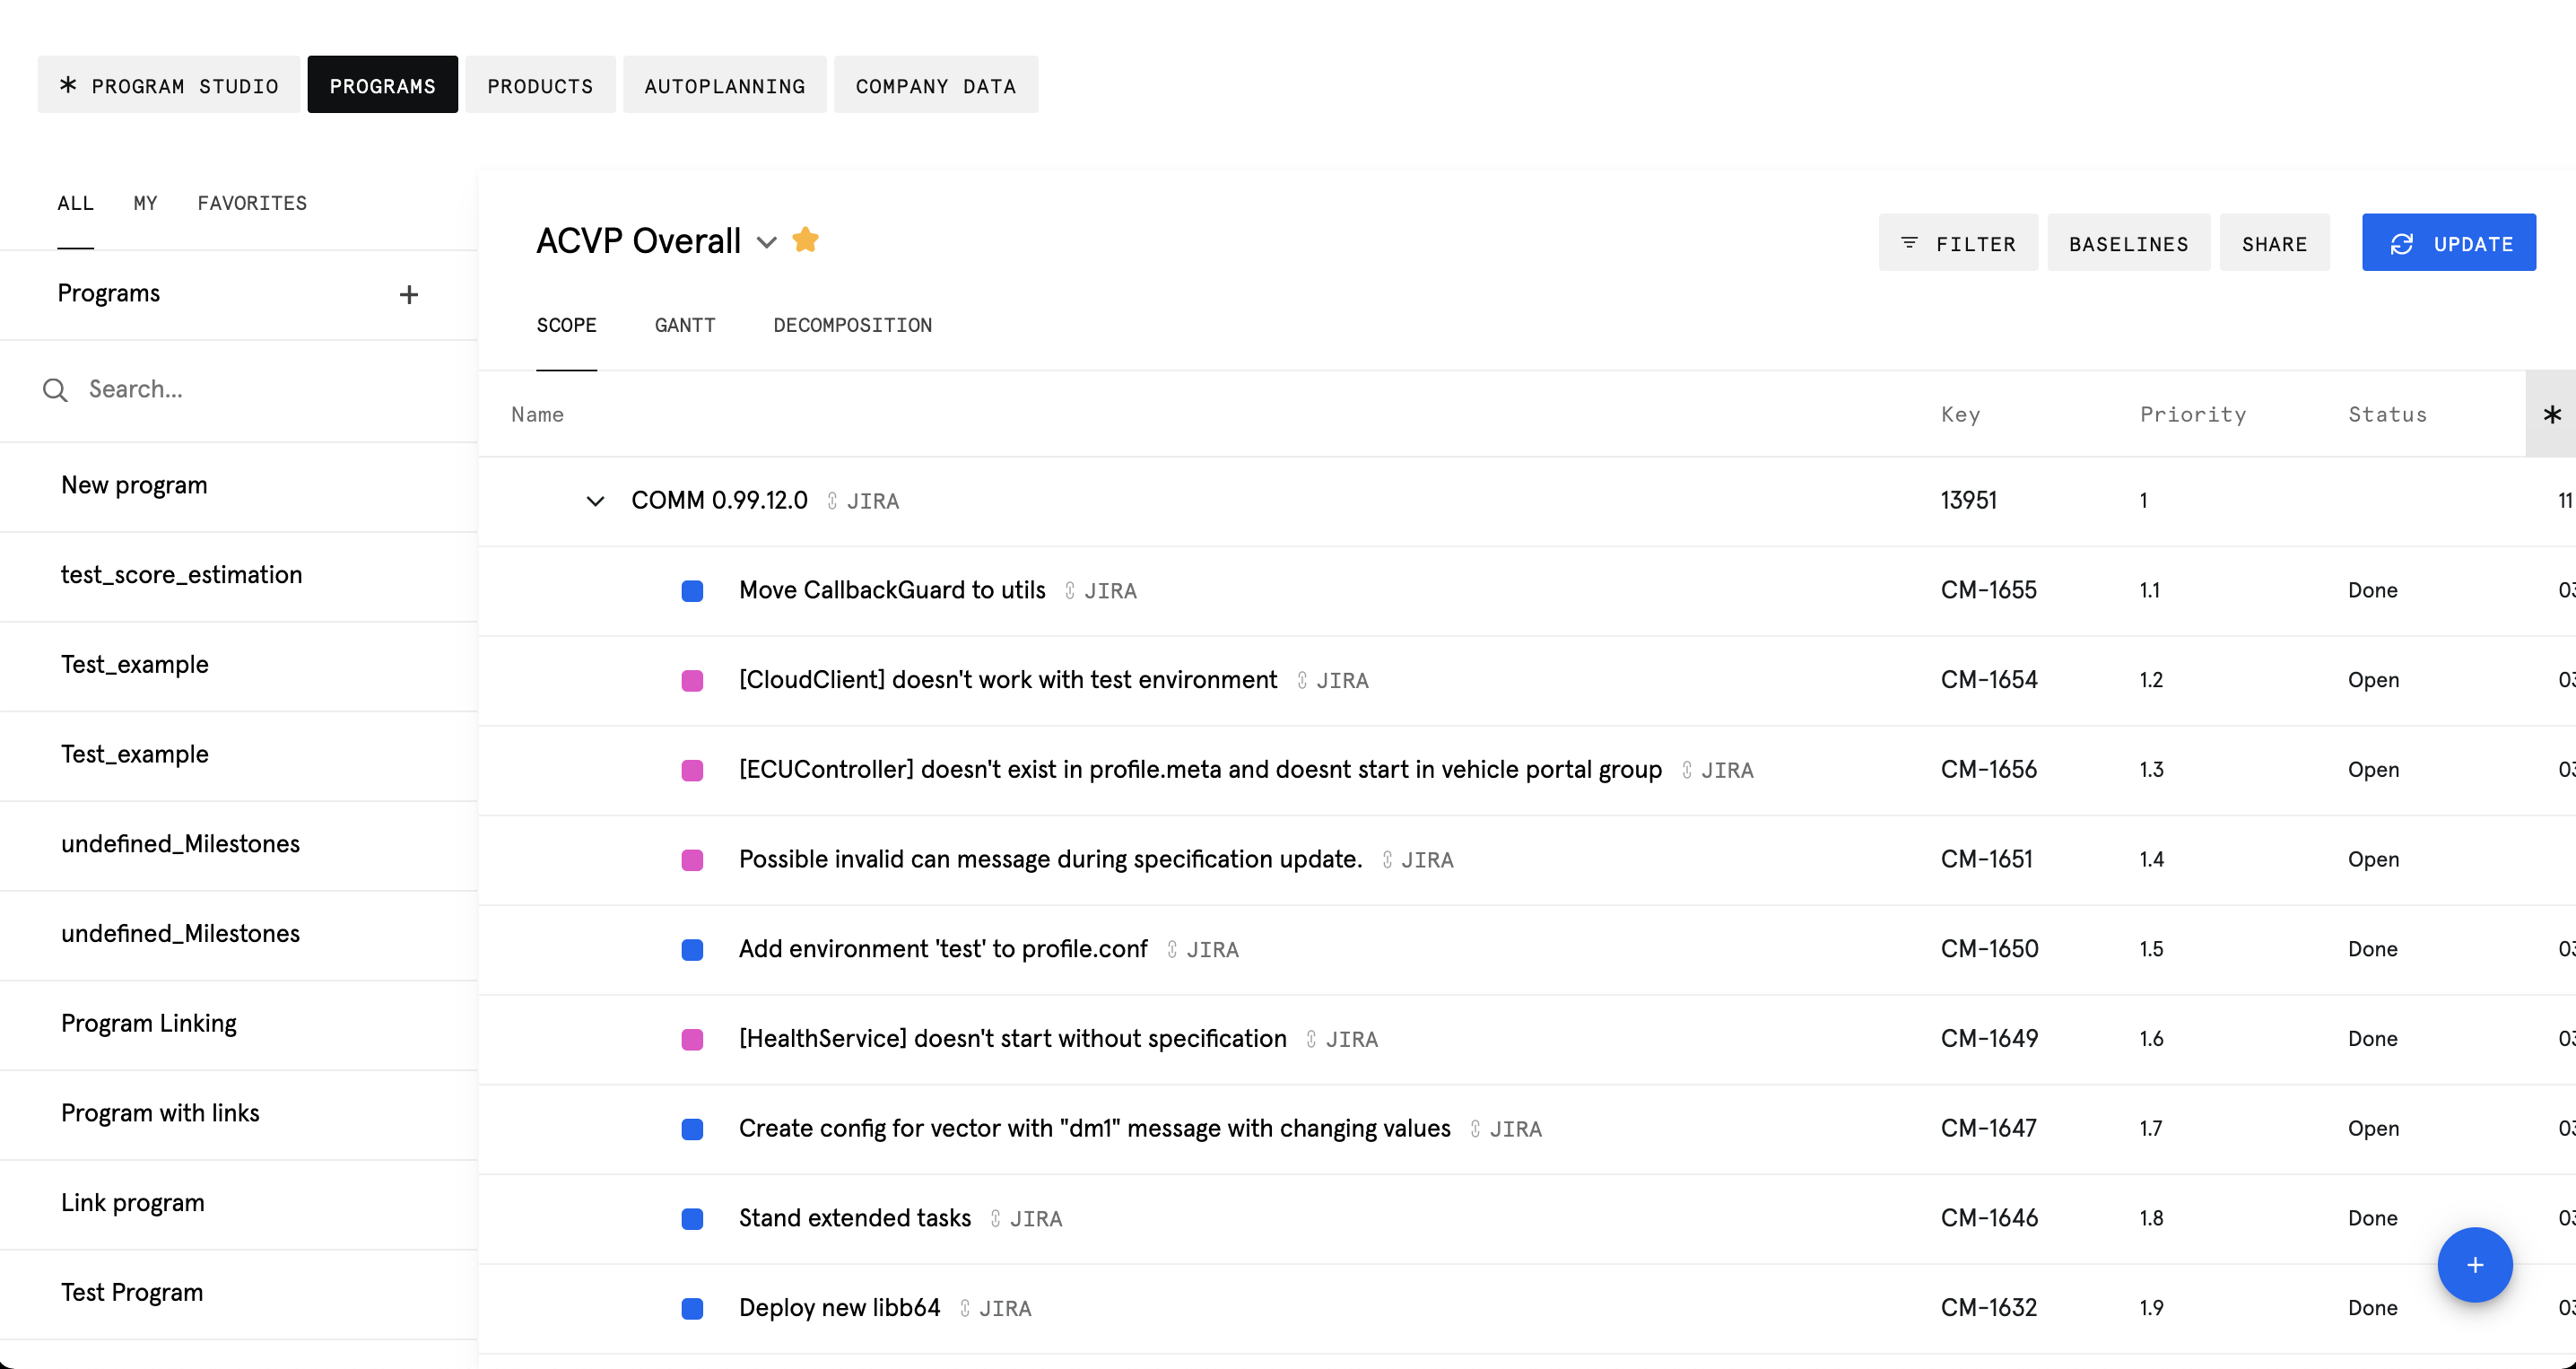 * PROGRAM STUDIO PROGRAMS PRODUCTS AUTOPLANNING COMPANY DATA
ALL MY FAVORITES
Programs +
Search...
New program
test_score_estimation
Test_example
Test_example
undefined_Milestones
undefined_Milestones
Program Linking
Program with links
Link program
Test Program
ACVP Overall
FILTER BASELINES SHARE UPDATE
SCOPE GANTT DECOMPOSITION
Name Key Priority Status *
COMM 0.99.12.0 JIRA 13951 1 11
Move CallbackGuard to utils JIRA CM-1655 1.1 Done 03
[CloudClient] doesn't work with test environment JIRA CM-1654 1.2 Open 03
[ECUController] doesn't exist in profile.meta and doesnt start in vehicle portal group JIRA CM-1656 1.3 Open 03
Possible invalid can message during specification update. JIRA CM-1651 1.4 Open
Add environment 'test' to profile.conf JIRA CM-1650 1.5 Done 03
[HealthService] doesn't start without specification JIRA CM-1649 1.6 Done 03
Create config for vector with "dm1" message with changing values JIRA CM-1647 1.7 Open 03
Stand extended tasks JIRA CM-1646 1.8 Done 03
Deploy new libb64 JIRA CM-1632 1.9 Done 03
+